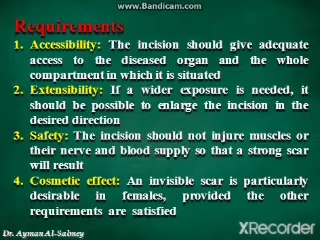 www.Bandicam.com
Requirements
1. Accessibility: The incision should give adequate
access to the diseased organ and the whole
compartment in which it is situated
2. Extensibility: If a wider exposure is needed, it
should be possible to enlarge the incision in the
desired direction
3. Safety: The incision should not injure muscles or
their nerve and blood supply so that a strong scar
will result
4. Cosmetic effect: An invisible scar is particularly
desirable in females, provided the other
requirements are satisfied
Dr. Ayman Al-Salmey
XRecorder